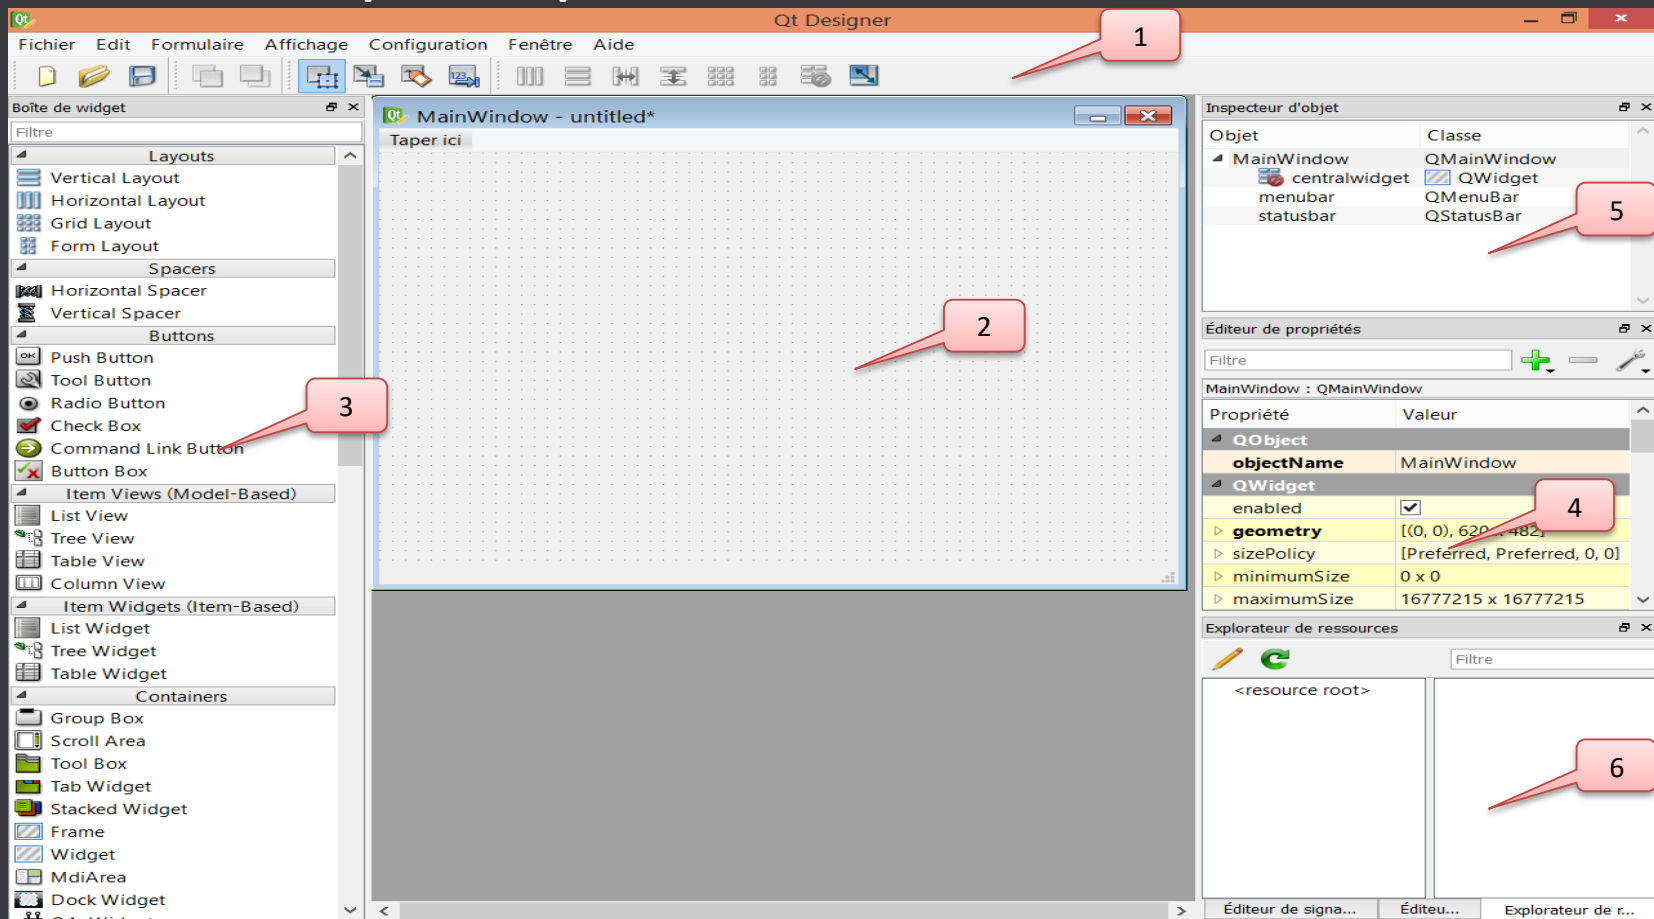 Qt Designer
Fichier Edit Formulaire Affichage Configuration Fenêtre Aide
1
123
Boîte de widget
Filtre
Layouts
Vertical Layout
Horizontal Layout
Grid Layout
Form Layout
Spacers
Horizontal Spacer
Vertical Spacer
Buttons
OK Push Button
Tool Button
Radio Button
Check Box
Command Link Button
Button Box
Item Views (Model-Based)
List View
Tree View
Table View
Column View
Item Widgets (Item-Based)
List Widget
Tree Widget
Table Widget
Containers
Group Box
Scroll Area
Tool Box
Tab Widget
Stacked Widget
Frame
Widget
MdiArea
Dock Widget
3
MainWindow - untitled*
Taper ici
2
Inspecteur d'objet
Objet Classe
MainWindow QMainWindow
centralwidget QWidget
menubar QMenuBar
statusbar QStatusBar
5
Éditeur de propriétés
Filtre
MainWindow : QMainWindow
Propriété Valeur
QObject
objectName MainWindow
QWidget
enabled
geometry [(0, 0), 620 482]
sizePolicy [Preferred, Preferred, 0, 0]
minimumSize 0 x 0
maximumSize 16777215 x 16777215
4
Explorateur de ressources
Filtre
<resource root>
6
Éditeur de signa... Éditeu... Explorateur de r...